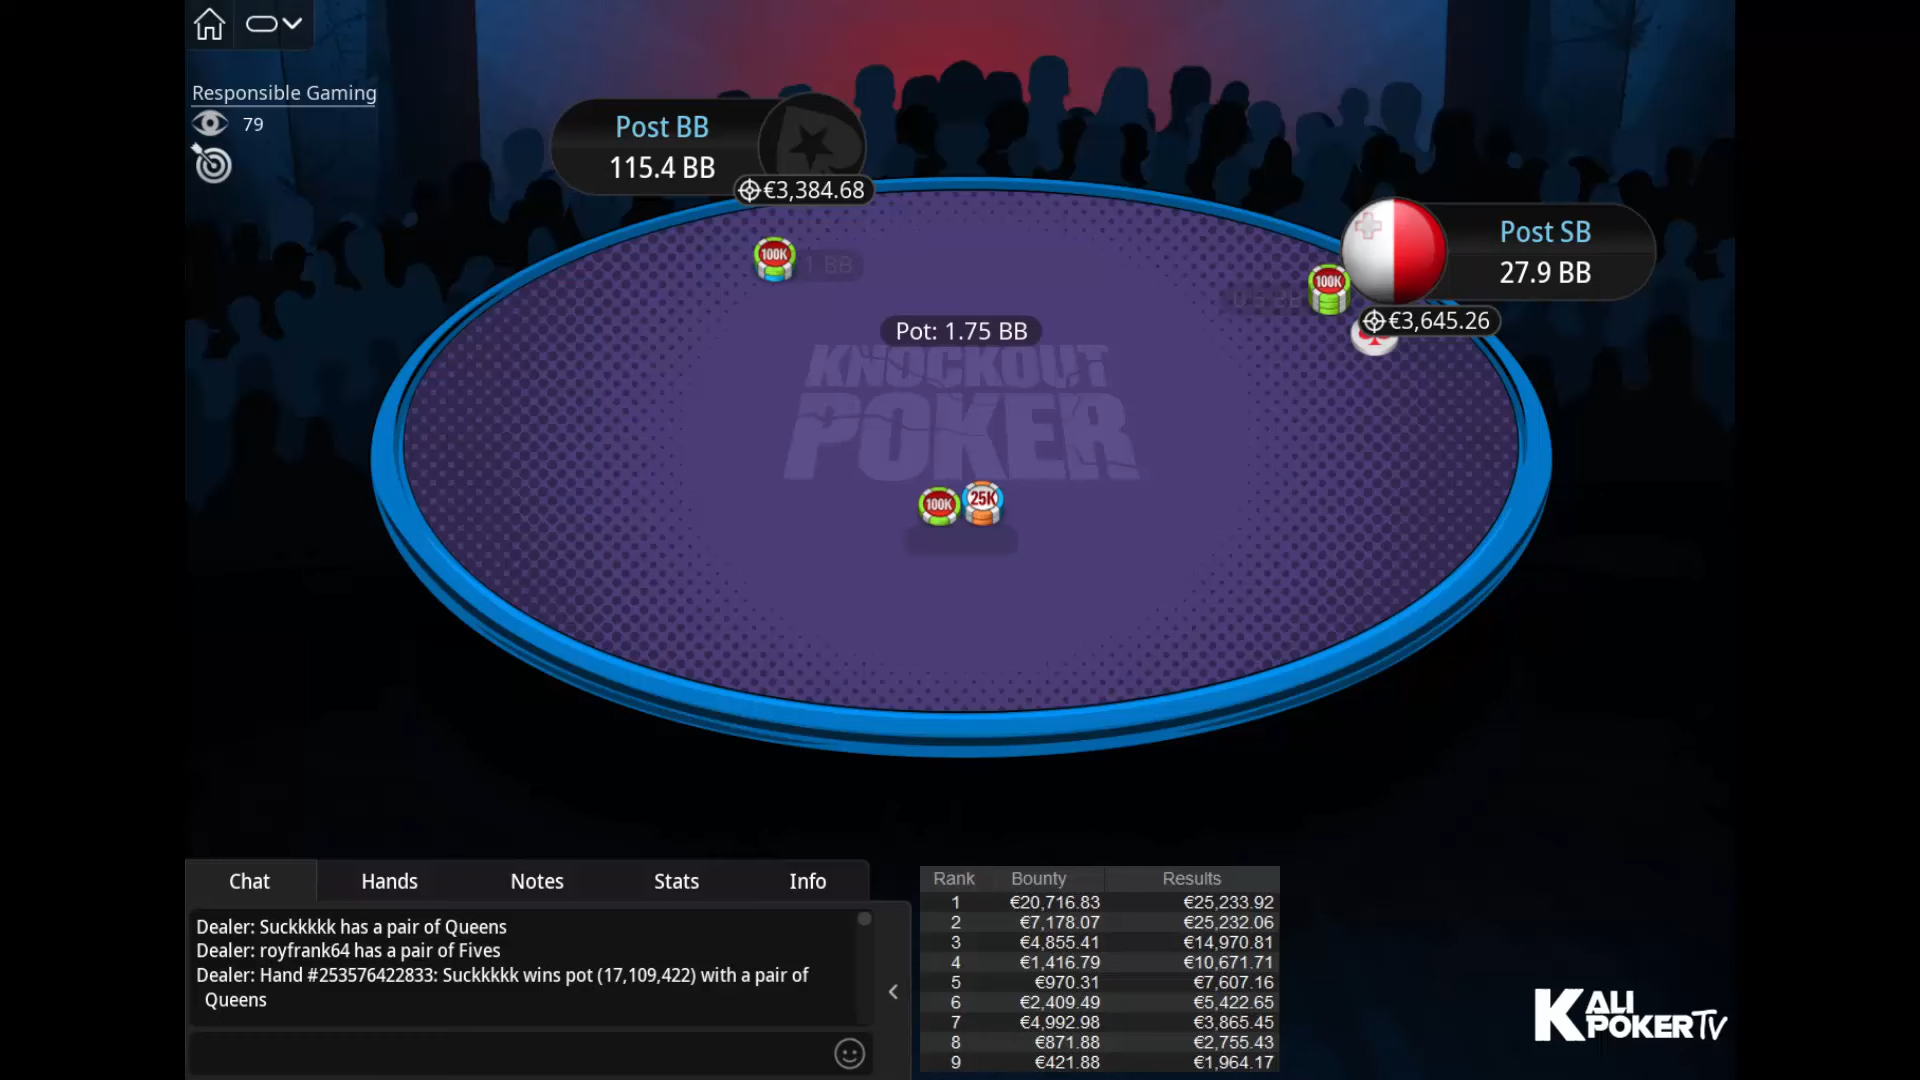 Responsible Gaming
79
Post BB
115.4 BB
€3,384.68
Post SB
27.9 BB
€3,645.26
100K
1 BB
100K
Pot: 1.75 BB
KNOCKOUT
POKER
100K
25K
Chat
Hands
Notes
Stats
Info
Dealer: Suckkkkk has a pair of Queens
Dealer: royfrank64 has a pair of Fives
Dealer: Hand #253576422833: Suckkkkk wins pot (17,109,422) with a pair of
Queens
Rank Bounty Results
1 €20,716.83 €25,233.92
2 €7,178.07 €25,232.06
3 €4,855.41 €14,970.81
4 €1,416.79 €10,671.71
5 €970.31 €7,607.16
6 €2,409.49 €5,422.65
7 €4,992.98 €3,865.45
8 €871.88 €2,755.43
9 €421.88 €1,964.17
KALI
POKERTV